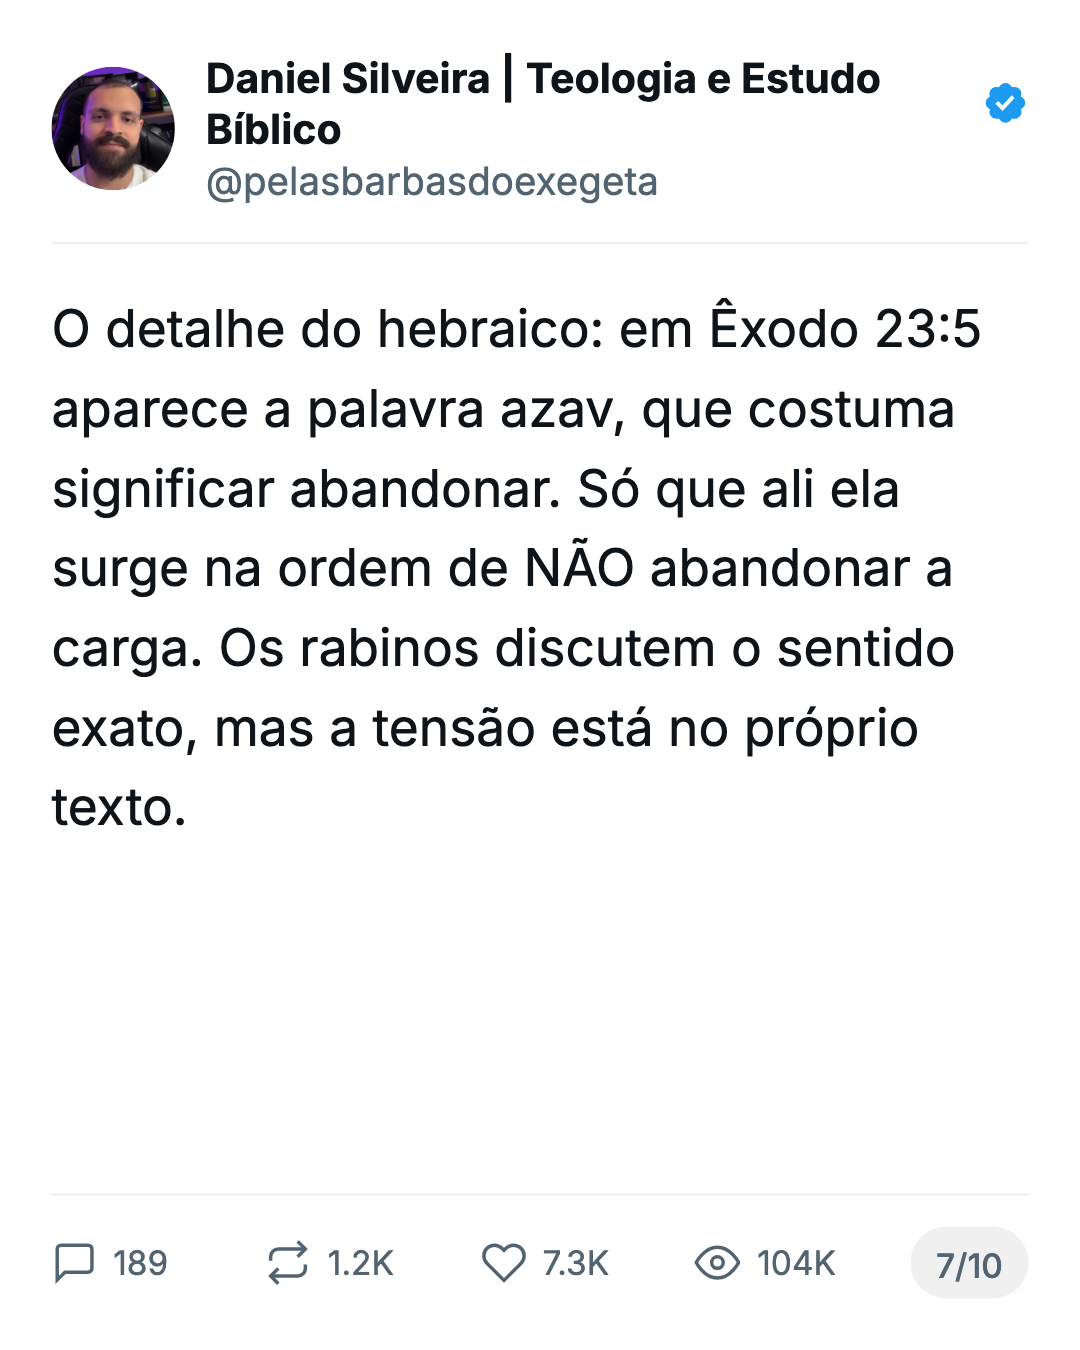 Daniel Silveira | Teologia e Estudo
Bíblico
@pelasbarbasdoexegeta
O detalhe do hebraico: em Êxodo 23:5
aparece a palavra azav, que costuma
significar abandonar. Só que ali ela
surge na ordem de NÃO abandonar a
carga. Os rabinos discutem o sentido
exato, mas a tensão está no próprio
texto.
189 1.2K 7.3K 104K 7/10